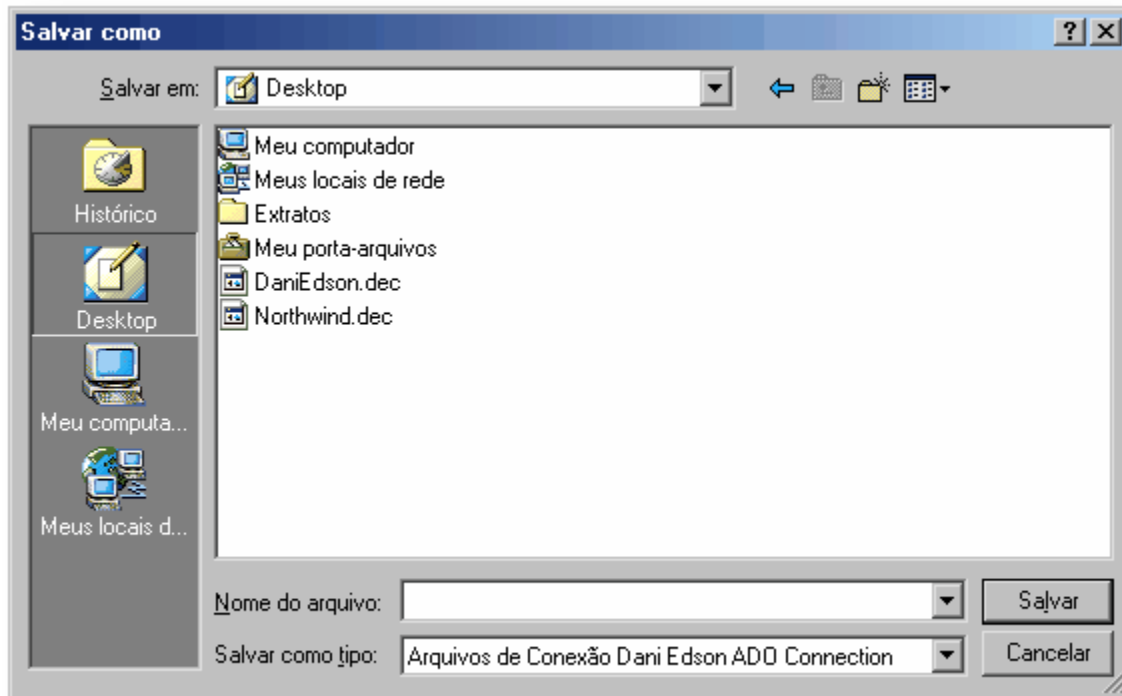 Salvar como
Salvar em: Desktop
Histórico
Desktop
Meu computa...
Meus locais d...
Meu computador
Meus locais de rede
Extratos
Meu porta-arquivos
DaniEdson.dec
Northwind.dec
Nome do arquivo: Salvar
Salvar como tipo: Arquivos de Conexão Dani Edson ADO Connection Cancelar